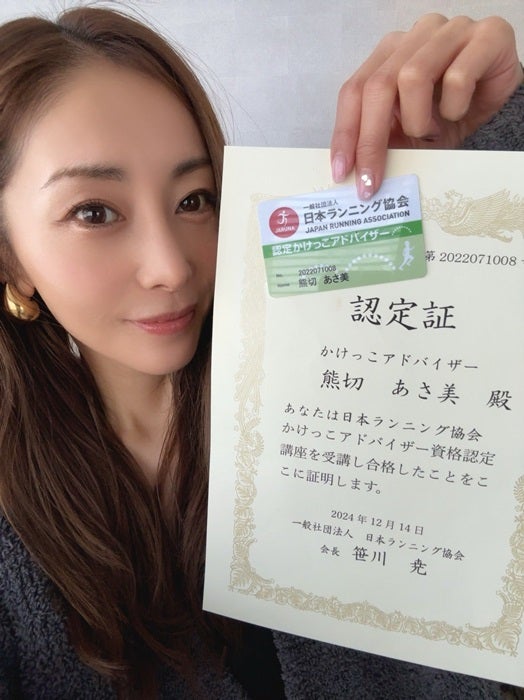 一般社団法人
日本ランニング協会
JARUNA
JAPAN RUNNING ASSOCIATION
認定かけっこアドバイザー
No. 2022071008
Name 熊切 あさ美
第 2022071008
認定証
かけっこアドバイザー
熊切 あさ美 殿
あなたは日本ランニング協会
かけっこアドバイザー資格認定
講座を受講し合格したことをこ
こに証明します。
2024年12月14日
一般社団法人 日本ランニング協会
会長 笹川 尭